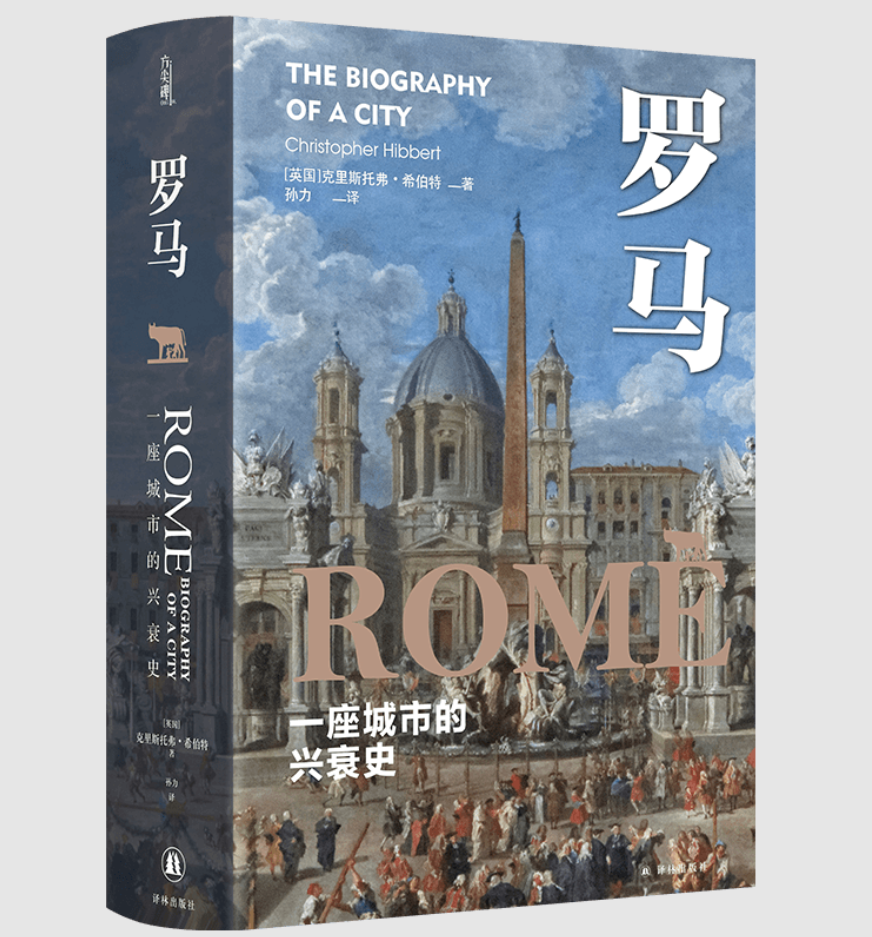 方尖碑
罗马
ROME
BIOGRAPHY
OF A CITY
一座城市的兴衰史
[英国]
克里斯托弗·希伯特
著
孙力
译
译林出版社
THE BIOGRAPHY
OF A CITY
Christopher Hibbert
[英国]克里斯托弗·希伯特 —著
孙力 —译
罗马
ROME
一座城市的
兴衰史
译林出版社